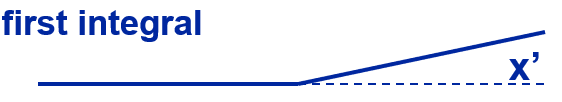 first integral
x’